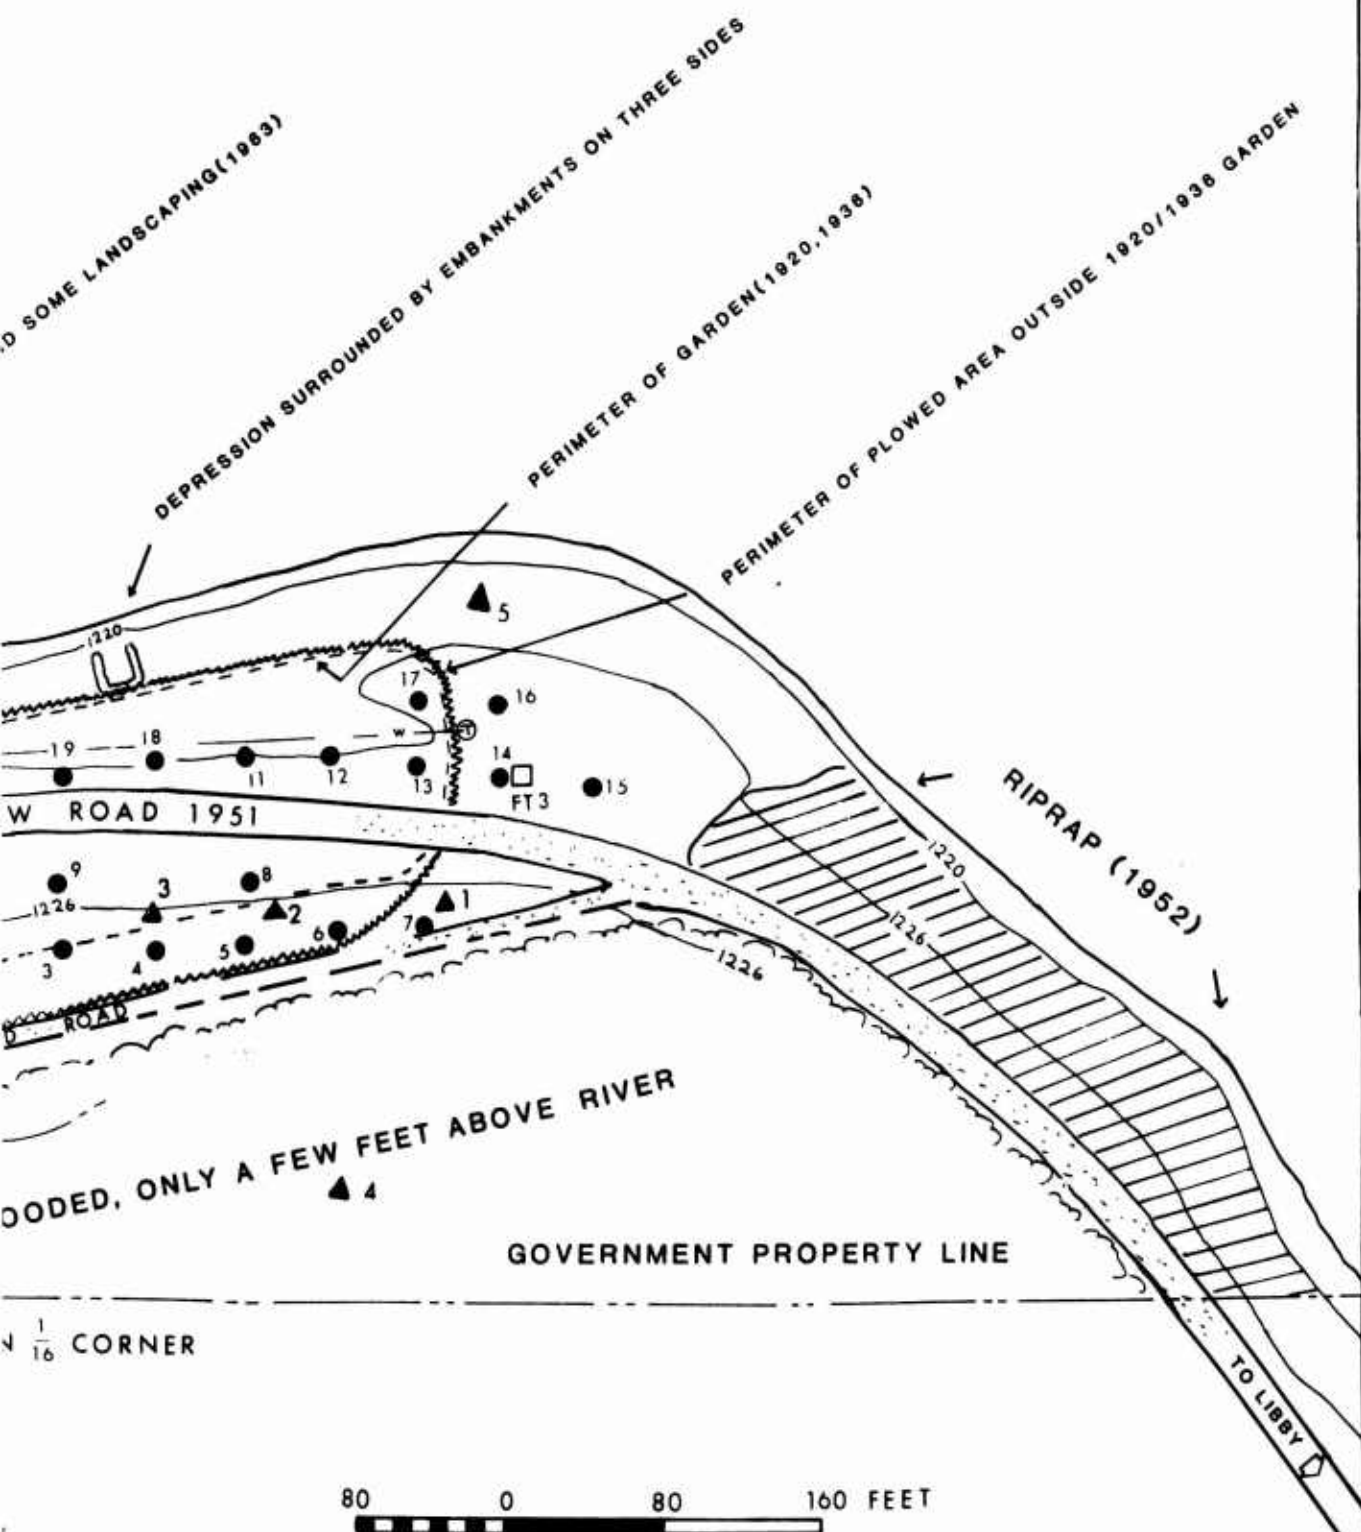 SOME LANDSCAPING(1963)
DEPRESSION SURROUNDED BY EMBANKMENTS ON THREE SIDES
PERIMETER OF GARDEN(1920,1936)
PERIMETER OF PLOWED AREA OUTSIDE 1920/1936 GARDEN
5
1220
17
16
W
T
19
18
11
12
13
14
15
FT 3
W ROAD 1951
RIPRAP (1952)
1220
9
8
3
1226
2
1
7
6
5
4
3
1226
1226
ROAD
ONLY A FEW FEET ABOVE RIVER
4
GOVERNMENT PROPERTY LINE
1/16 CORNER
TO LIBBY
80 0 80 160 FEET